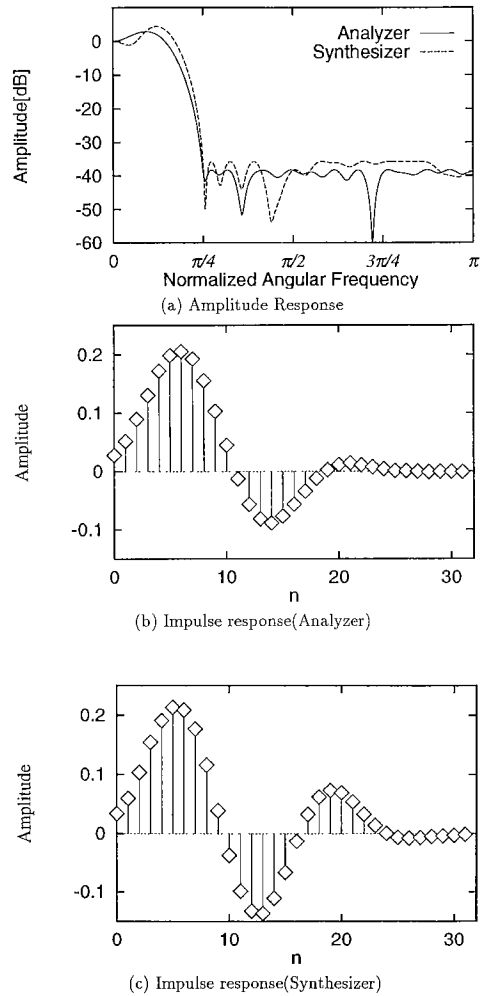 Analyzer
Synthesizer
0
-10
-20
-30
-40
-50
-60
Amplitude[dB]
0 π/4 π/2 3π/4 π
Normalized Angular Frequency
(a) Amplitude Response
0.2
0.1
0
-0.1
Amplitude
0 10 20 30
n
(b) Impulse response(Analyzer)
0.2
0.1
0
-0.1
Amplitude
0 10 20 30
n
(c) Impulse response(Synthesizer)